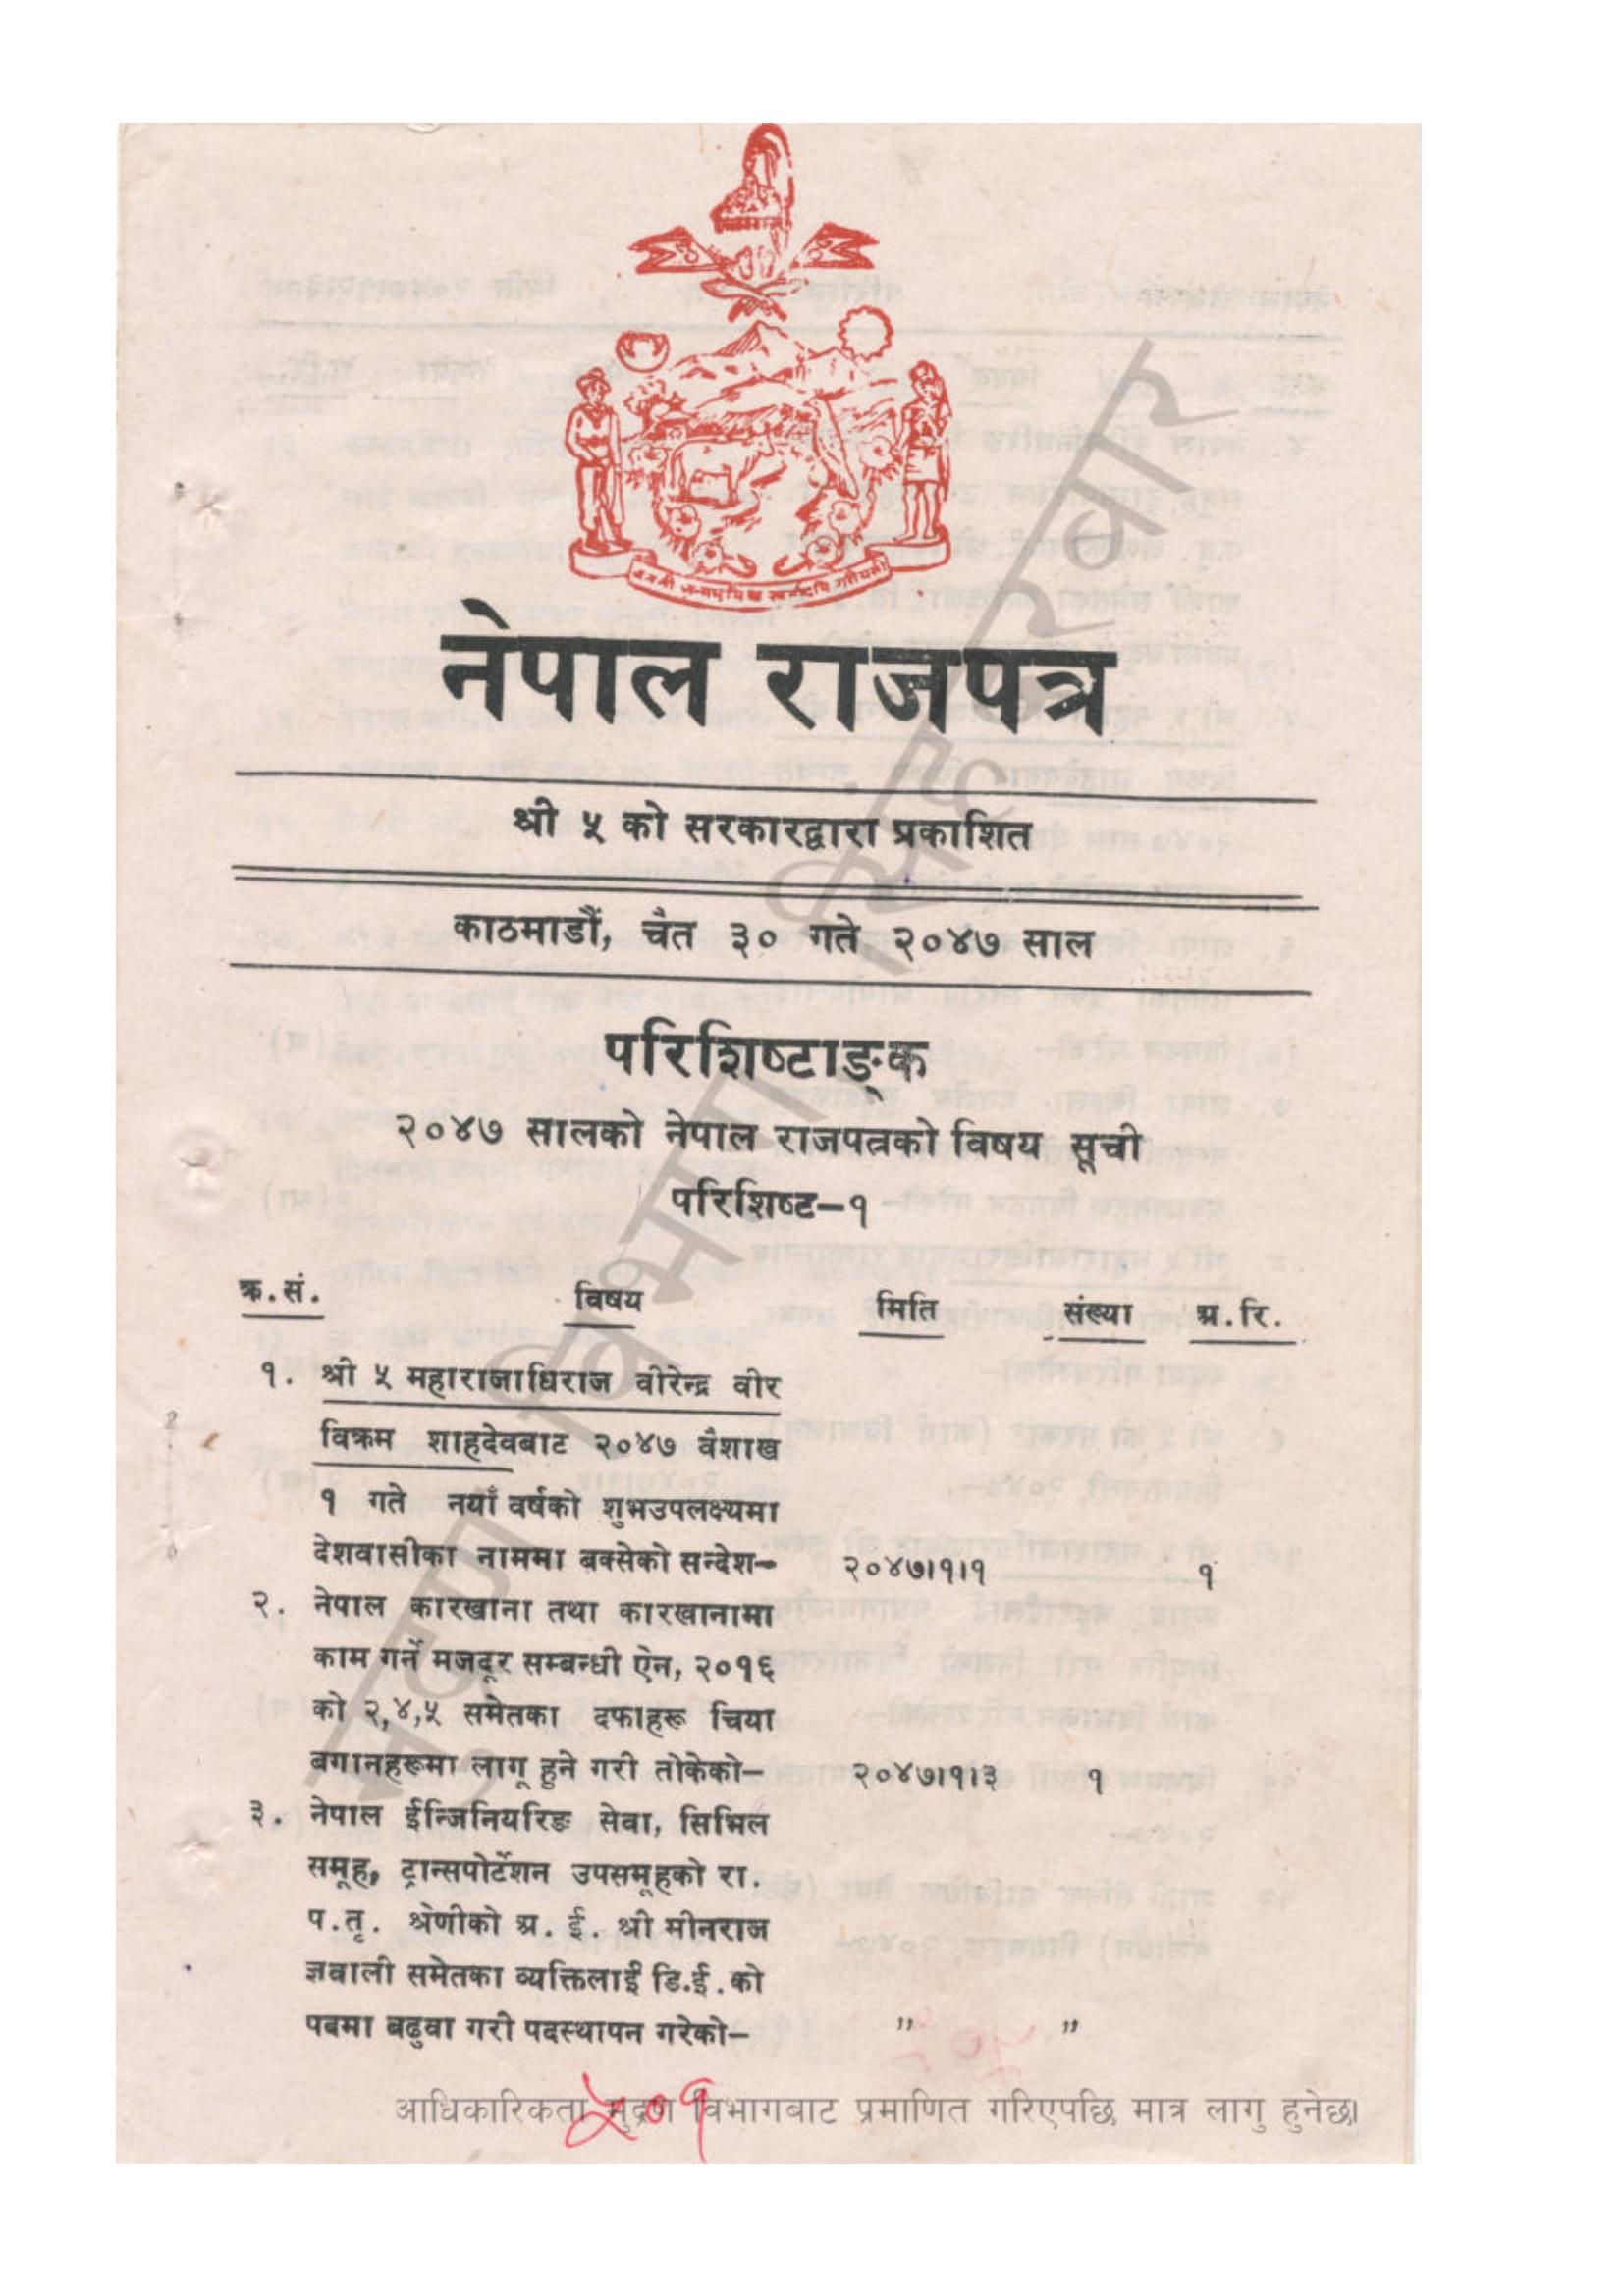 नेपाल राजपत्र
श्री ५ को सरकारद्वारा प्रकाशित
काठमाडौं, चैत ३० गते २०४७ साल
परिशिष्टाङ्क
२०४७ सालको नेपाल राजपत्रको विषय सूची
परिशिष्ट–१
क्र.सं. विषय मिति संख्या अ.रि.
१. श्री ५ महाराजाधिराज वीरेन्द्र वीर
विक्रम शाहदेवबाट २०४७ वैशाख
१ गते नयाँ वर्षको शुभउपलक्ष्यमा
देशवासीका नाममा बक्सेको सन्देश– २०४७।१।१ १
२. नेपाल कारखाना तथा कारखानामा
काम गर्ने मजदूर सम्बन्धी ऐन, २०१६
को २,४,५ समेतका दफाहरू चिया
बगानहरूमा लागू हुने गरी तोकेको– २०४७।१।३ १
३. नेपाल ईन्जिनियरिङ सेवा, सिभिल
समूह, ट्रान्सपोर्टेशन उपसमूहको रा.
प.तृ. श्रेणीको अ. ई. श्री मीनराज
ज्ञवाली समेतका व्यक्तिलाई डि.ई.को
पदमा बढुवा गरी पदस्थापन गरेको– " "
५०१
आधिकारिकता मुद्रण विभागबाट प्रमाणित गरिएपछि मात्र लागु हुनेछ।
मुद्रण विभाग